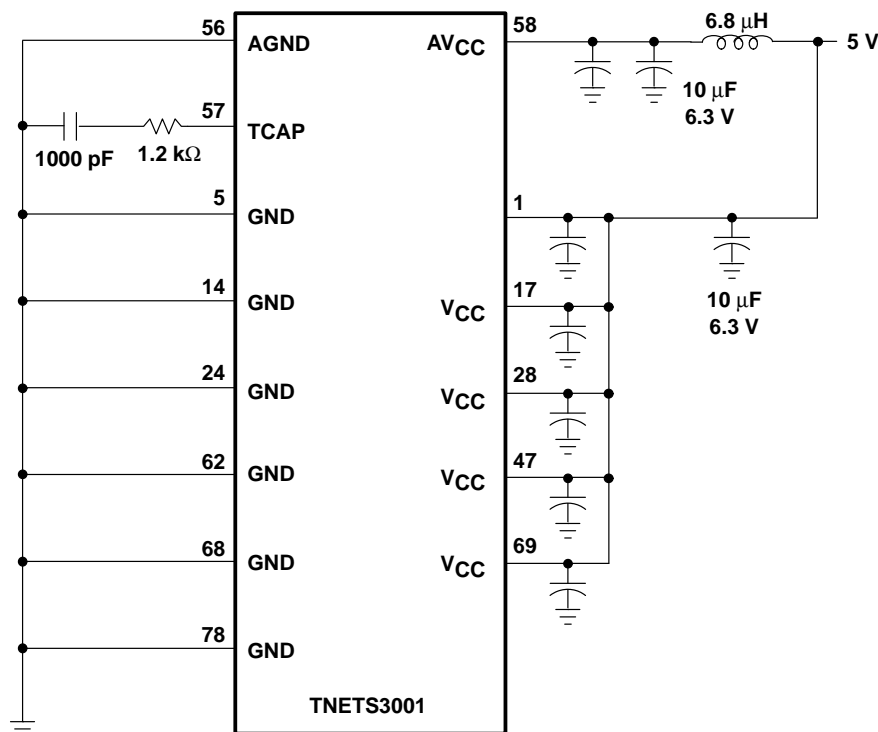 56
AGND
58
AVCC
6.8 μH
5 V
10 μF
6.3 V
57
TCAP
1000 pF
1.2 kΩ
5
GND
1
10 μF
6.3 V
14
GND
17
VCC
24
GND
28
VCC
62
GND
47
VCC
68
GND
69
VCC
78
GND
TNETS3001